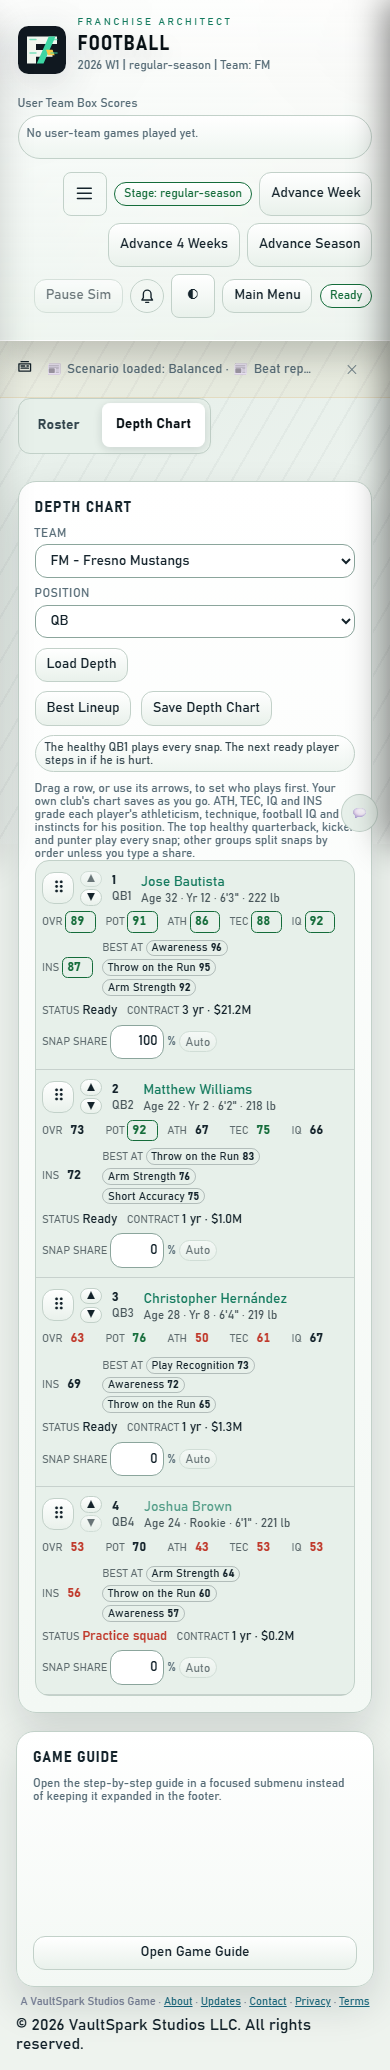 FRANCHISE ARCHITECT
FOOTBALL
2026 W1 | regular-season | Team: FM
User Team Box Scores
No user-team games played yet.
Stage: regular-season
Advance Week
Advance 4 Weeks
Advance Season
Pause Sim
Main Menu
Ready
Scenario loaded: Balanced · Beat rep...
Roster
Depth Chart
DEPTH CHART
TEAM
FM - Fresno Mustangs
POSITION
QB
Load Depth
Best Lineup
Save Depth Chart
The healthy QB1 plays every snap. The next ready player
steps in if he is hurt.
Drag a row, or use its arrows, to set who plays first. Your
own club's chart saves as you go. ATH, TEC, IQ and INS
grade each player's athleticism, technique, football IQ and
instincts for his position. The top healthy quarterback, kicker
and punter play every snap; other groups split snaps by
order unless you type a share.
1 Jose Bautista
QB1 Age 32 · Yr 12 · 6'3" · 222 lb
OVR 89 POT 91 ATH 86 TEC 88 IQ 92
BEST AT Awareness 96
INS 87 Throw on the Run 95
Arm Strength 92
STATUS Ready CONTRACT 3 yr · $21.2M
SNAP SHARE 100 % Auto
2 Matthew Williams
QB2 Age 22 · Yr 2 · 6'2" · 218 lb
OVR 73 POT 92 ATH 67 TEC 75 IQ 66
BEST AT Throw on the Run 83
INS 72 Arm Strength 76
Short Accuracy 75
STATUS Ready CONTRACT 1 yr · $1.0M
SNAP SHARE 0 % Auto
3 Christopher Hernández
QB3 Age 28 · Yr 8 · 6'4" · 219 lb
OVR 63 POT 76 ATH 50 TEC 61 IQ 67
BEST AT Play Recognition 73
INS 69 Awareness 72
Throw on the Run 65
STATUS Ready CONTRACT 1 yr · $1.3M
SNAP SHARE 0 % Auto
4 Joshua Brown
QB4 Age 24 · Rookie · 6'1" · 221 lb
OVR 53 POT 70 ATH 43 TEC 53 IQ 53
BEST AT Arm Strength 64
INS 56 Throw on the Run 60
Awareness 57
STATUS Practice squad CONTRACT 1 yr · $0.2M
SNAP SHARE 0 % Auto
GAME GUIDE
Open the step-by-step guide in a focused submenu instead
of keeping it expanded in the footer.
Open Game Guide
A VaultSpark Studios Game · About · Updates · Contact · Privacy · Terms
© 2026 VaultSpark Studios LLC. All rights
reserved.